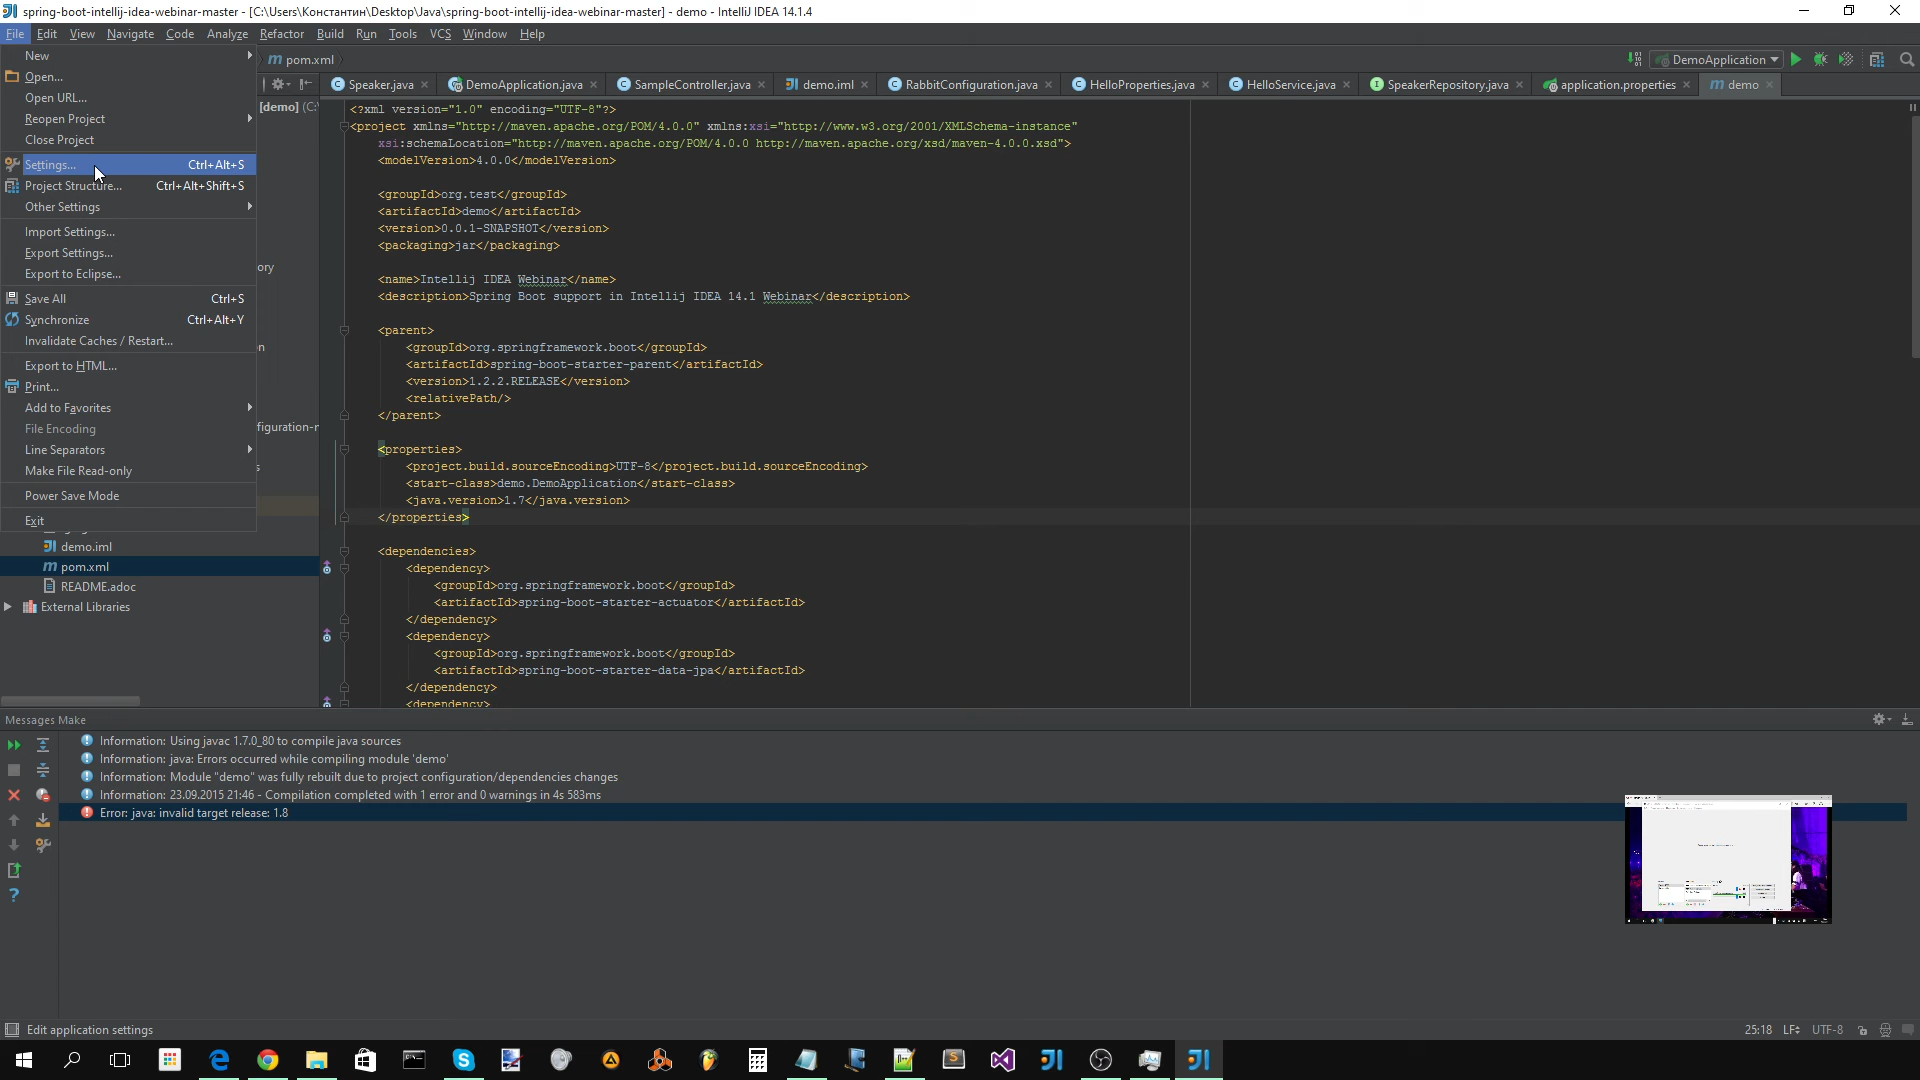 spring-boot-intellij-idea-webinar-master - [C:\Users\Константин\Desktop\Java\spring-boot-intellij-idea-webinar-master] - demo - IntelliJ IDEA 14.1.4
File Edit View Navigate Code Analyze Refactor Build Run Tools VCS Window Help
m pom.xml
DemoApplication
Speaker.java DemoApplication.java SampleController.java demo.iml RabbitConfiguration.java HelloProperties.java HelloService.java SpeakerRepository.java application.properties m demo
New
Open...
Open URL...
Reopen Project
Close Project
Settings... Ctrl+Alt+S
Project Structure... Ctrl+Alt+Shift+S
Other Settings
Import Settings...
Export Settings...
Export to Eclipse...
Save All Ctrl+S
Synchronize Ctrl+Alt+Y
Invalidate Caches / Restart...
Export to HTML...
Print...
Add to Favorites
File Encoding
Line Separators
Make File Read-only
Power Save Mode
Exit
[demo] (C:\
ory
n
figuration-r
s
demo.iml
m pom.xml
README.adoc
External Libraries
<?xml version="1.0" encoding="UTF-8"?>
<project xmlns="http://maven.apache.org/POM/4.0.0" xmlns:xsi="http://www.w3.org/2001/XMLSchema-instance"
xsi:schemaLocation="http://maven.apache.org/POM/4.0.0 http://maven.apache.org/xsd/maven-4.0.0.xsd">
<modelVersion>4.0.0</modelVersion>
<groupId>org.test</groupId>
<artifactId>demo</artifactId>
<version>0.0.1-SNAPSHOT</version>
<packaging>jar</packaging>
<name>Intellij IDEA Webinar</name>
<description>Spring Boot support in Intellij IDEA 14.1 Webinar</description>
<parent>
<groupId>org.springframework.boot</groupId>
<artifactId>spring-boot-starter-parent</artifactId>
<version>1.2.2.RELEASE</version>
<relativePath/>
</parent>
<properties>
<project.build.sourceEncoding>UTF-8</project.build.sourceEncoding>
<start-class>demo.DemoApplication</start-class>
<java.version>1.7</java.version>
</properties>
<dependencies>
<dependency>
<groupId>org.springframework.boot</groupId>
<artifactId>spring-boot-starter-actuator</artifactId>
</dependency>
<dependency>
<groupId>org.springframework.boot</groupId>
<artifactId>spring-boot-starter-data-jpa</artifactId>
</dependency>
<dependency>
Messages Make
Information: Using javac 1.7.0_80 to compile java sources
Information: java: Errors occurred while compiling module 'demo'
Information: Module "demo" was fully rebuilt due to project configuration/dependencies changes
Information: 23.09.2015 21:46 - Compilation completed with 1 error and 0 warnings in 4s 583ms
Error: java: invalid target release: 1.8
Edit application settings
25:18 LF UTF-8